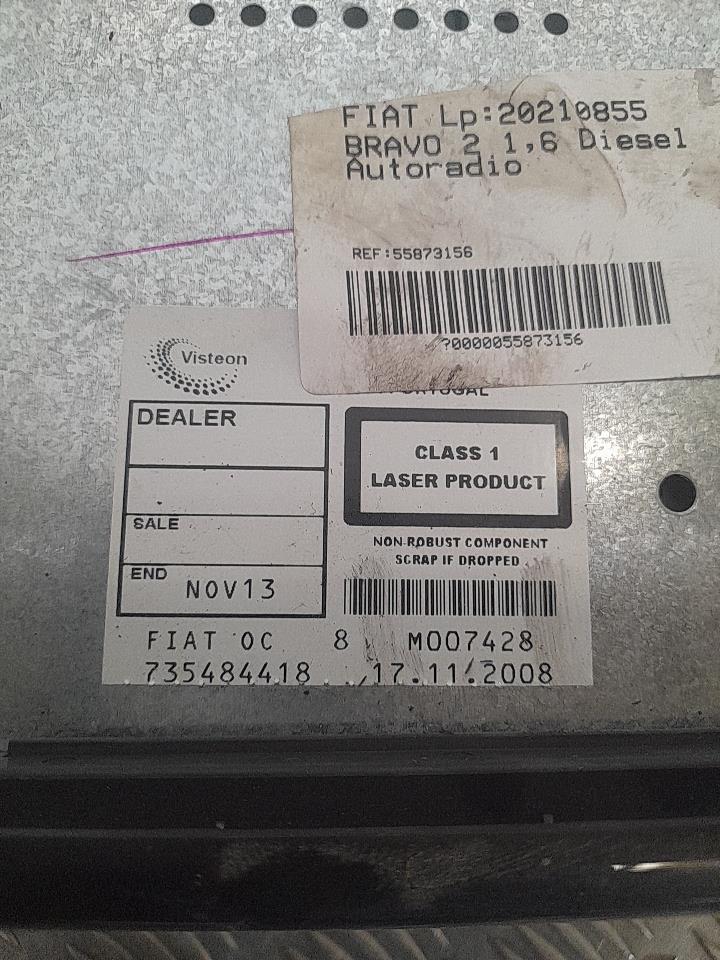 FIAT Lp:20210855
BRAVO 2 1,6 Diesel
Autoradio
REF:55873156
?0000055873156
Visteon
PORTUGAL
DEALER
SALE
END NOV13
CLASS 1
LASER PRODUCT
NON ROBUST COMPONENT
SCRAP IF DROPPED
FIAT OC 8 M007428
735484418 17.11.2008